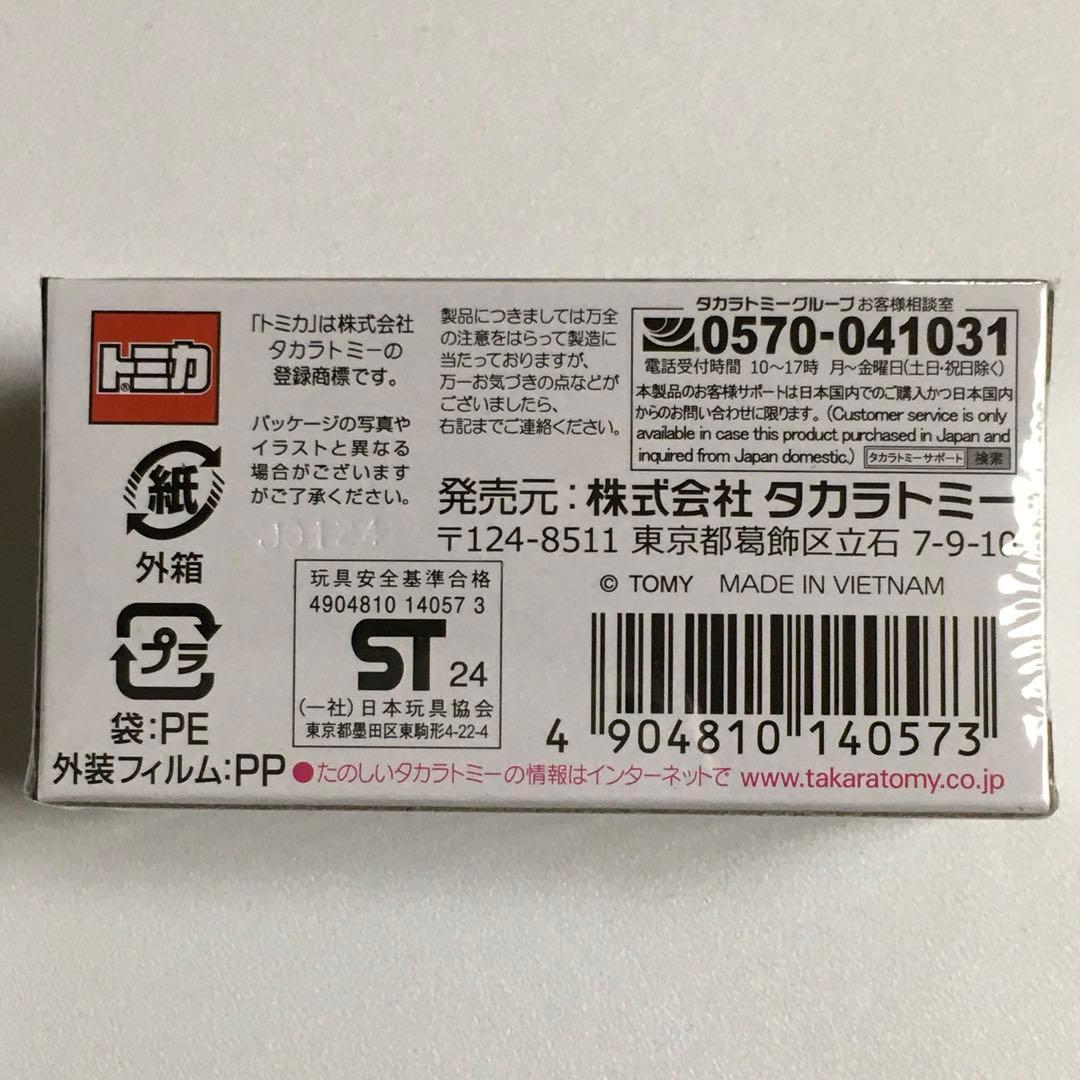 トミカ®
「トミカ」は株式会社
タカラトミーの
登録商標です。
パッケージの写真や
イラストと異なる
場合がございます
がご了承ください。
製品につきましては万全
の注意をはらって製造に
当たっておりますが、
万一お気づきの点などが
ございましたら、
右記までご連絡ください。
タカラトミーグループ お客様相談室
0570-041031
電話受付時間 10〜17時 月〜金曜日(土日・祝日除く)
本製品のお客様サポートは日本国内でのご購入かつ日本国内
からのお問い合わせに限ります。(Customer service is only
available in case this product purchased in Japan and
inquired from Japan domestic.) タカラトミーサポート 検索
紙
外箱
プラ
袋:PE
外装フィルム:PP
発売元:株式会社 タカラトミー
〒124-8511 東京都葛飾区立石 7-9-10
© TOMY MADE IN VIETNAM
玩具安全基準合格
4904810 14057 3
ST 24
(一社)日本玩具協会
東京都墨田区東駒形4-22-4
4 904810 140573
●たのしいタカラトミーの情報はインターネットで www.takaratomy.co.jp